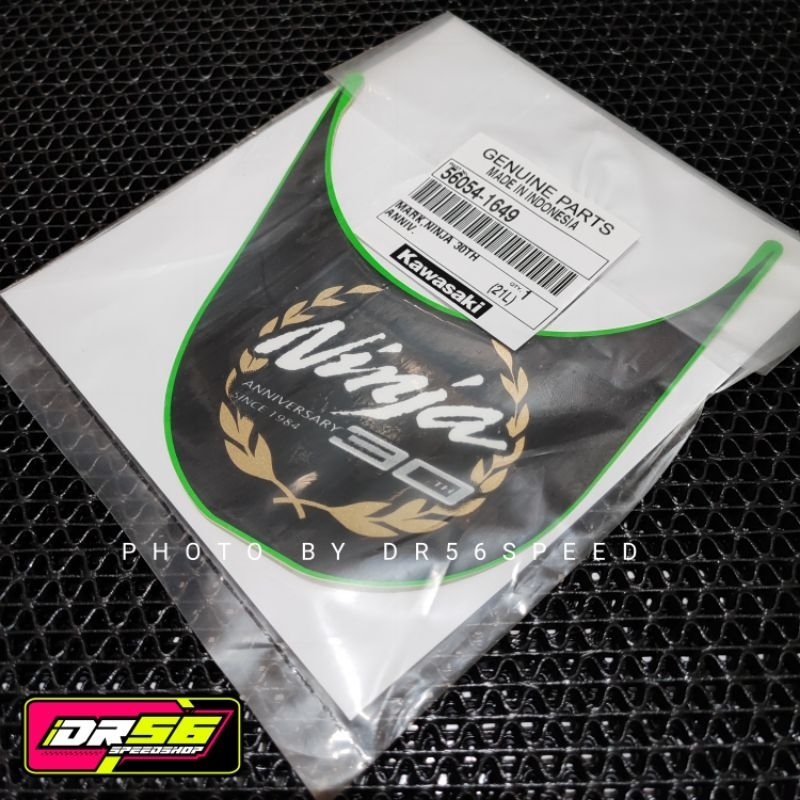 GENUINE PARTS
MADE IN INDONESIA
56054-1649
MARK,NINJA 30TH
ANNIV.
QTY. 1
(21L)
Kawasaki
Ninja
ANNIVERSARY
SINCE 1984
30TH
PHOTO BY DR56SPEED
DR56
SPEEDSHOP